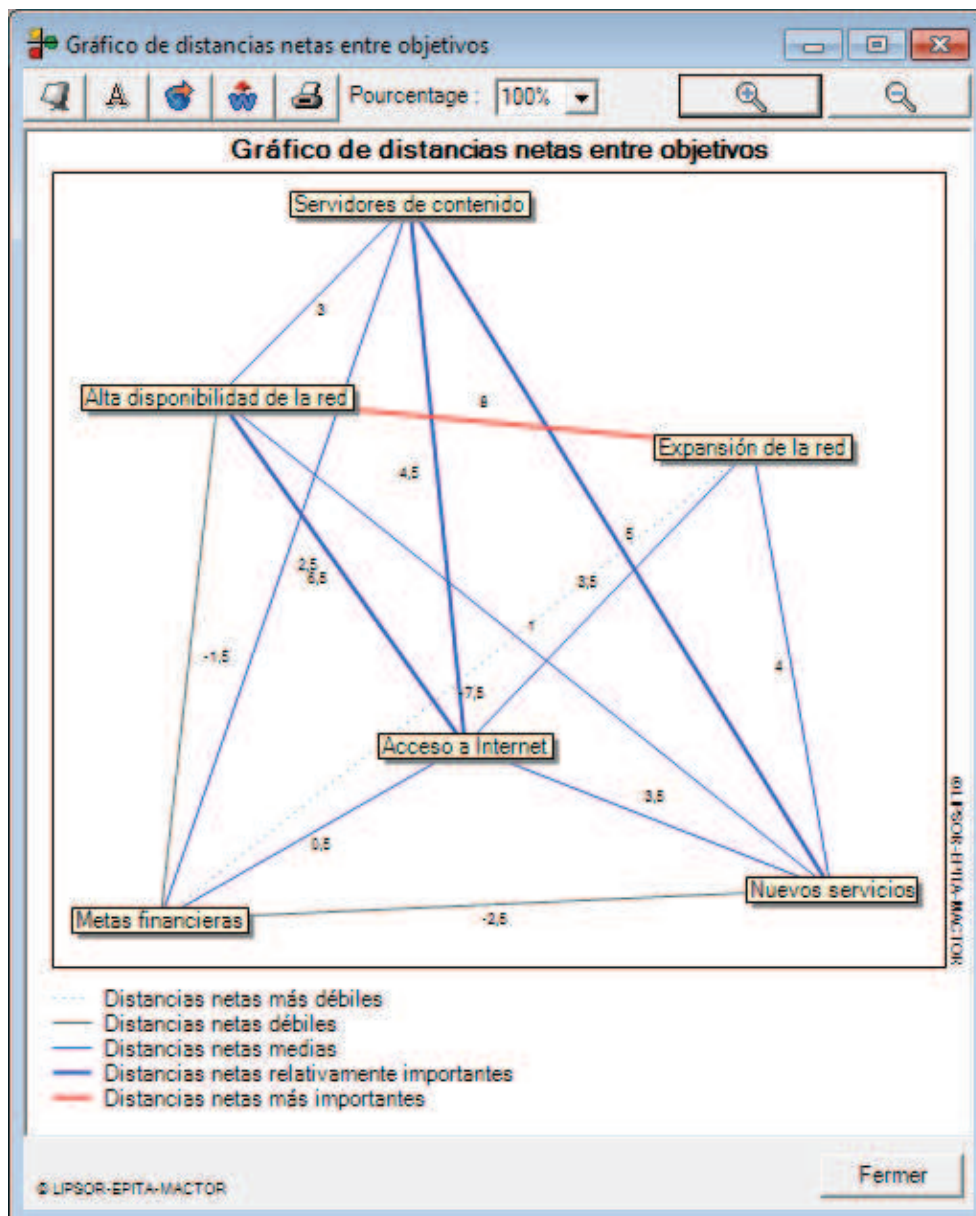 Gráfico de distancias netas entre objetivos
A
Pourcentage : 100%
Gráfico de distancias netas entre objetivos
Servidores de contenido
3
Alta disponibilidad de la red
Expansión de la red
-4,5
5
2,5
3,5
-1
-1,5
4
-7,5
Acceso a Internet
3,5
0,5
Nuevos servicios
Metas financieras
-2,5
©LIPSOR-EPITA-MACTOR
Distancias netas más débiles
Distancias netas débiles
Distancias netas medias
Distancias netas relativamente importantes
Distancias netas más importantes
© LIPSOR-EPITA-MACTOR
Fermer